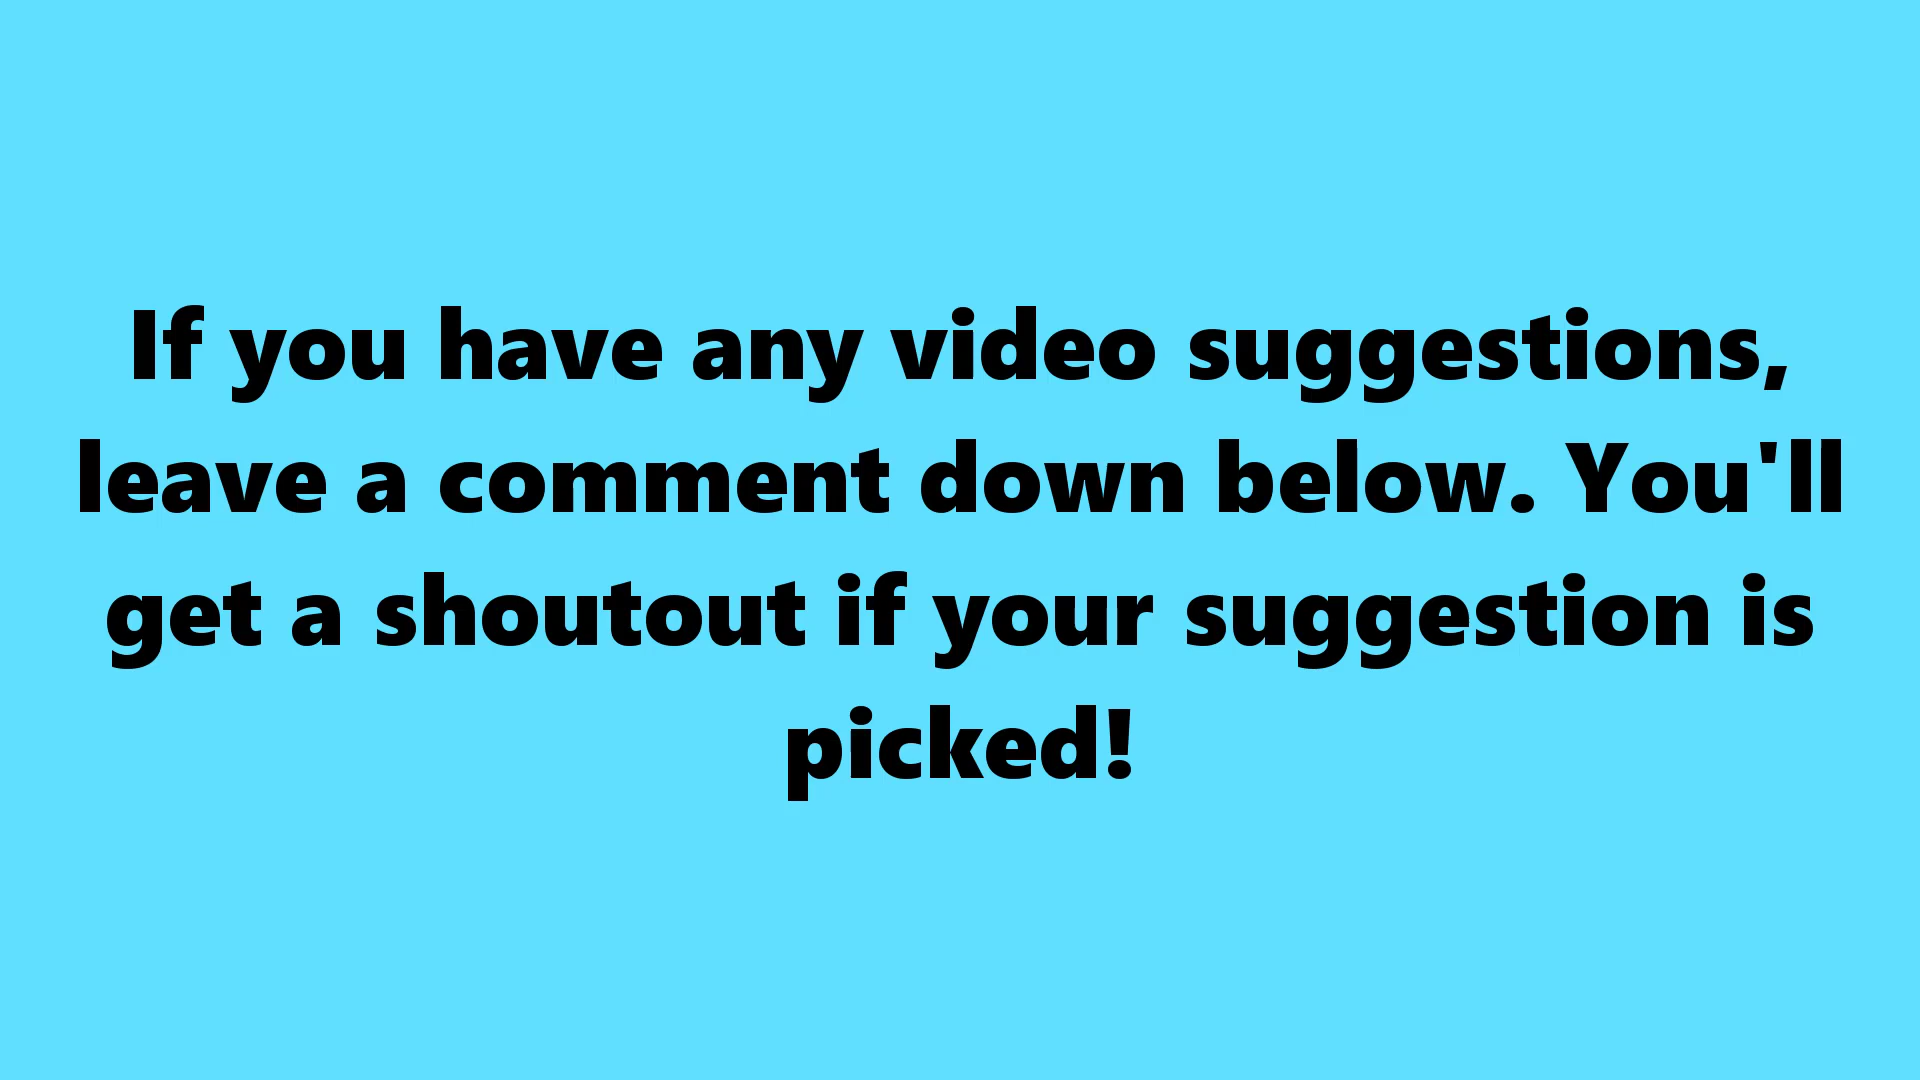 If you have any video suggestions,
leave a comment down below. You'll
get a shoutout if your suggestion is
picked!